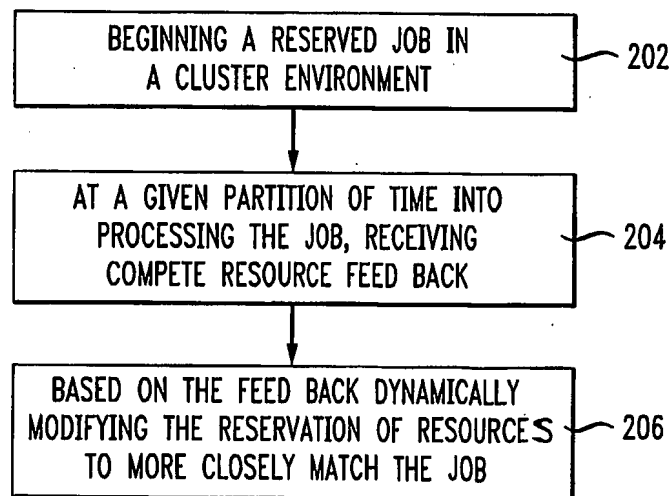 BEGINNING A RESERVED JOB IN
A CLUSTER ENVIRONMENT
202
AT A GIVEN PARTITION OF TIME INTO
PROCESSING THE JOB, RECEIVING
COMPETE RESOURCE FEED BACK
204
BASED ON THE FEED BACK DYNAMICALLY
MODIFYING THE RESERVATION OF RESOURCES
TO MORE CLOSELY MATCH THE JOB
206